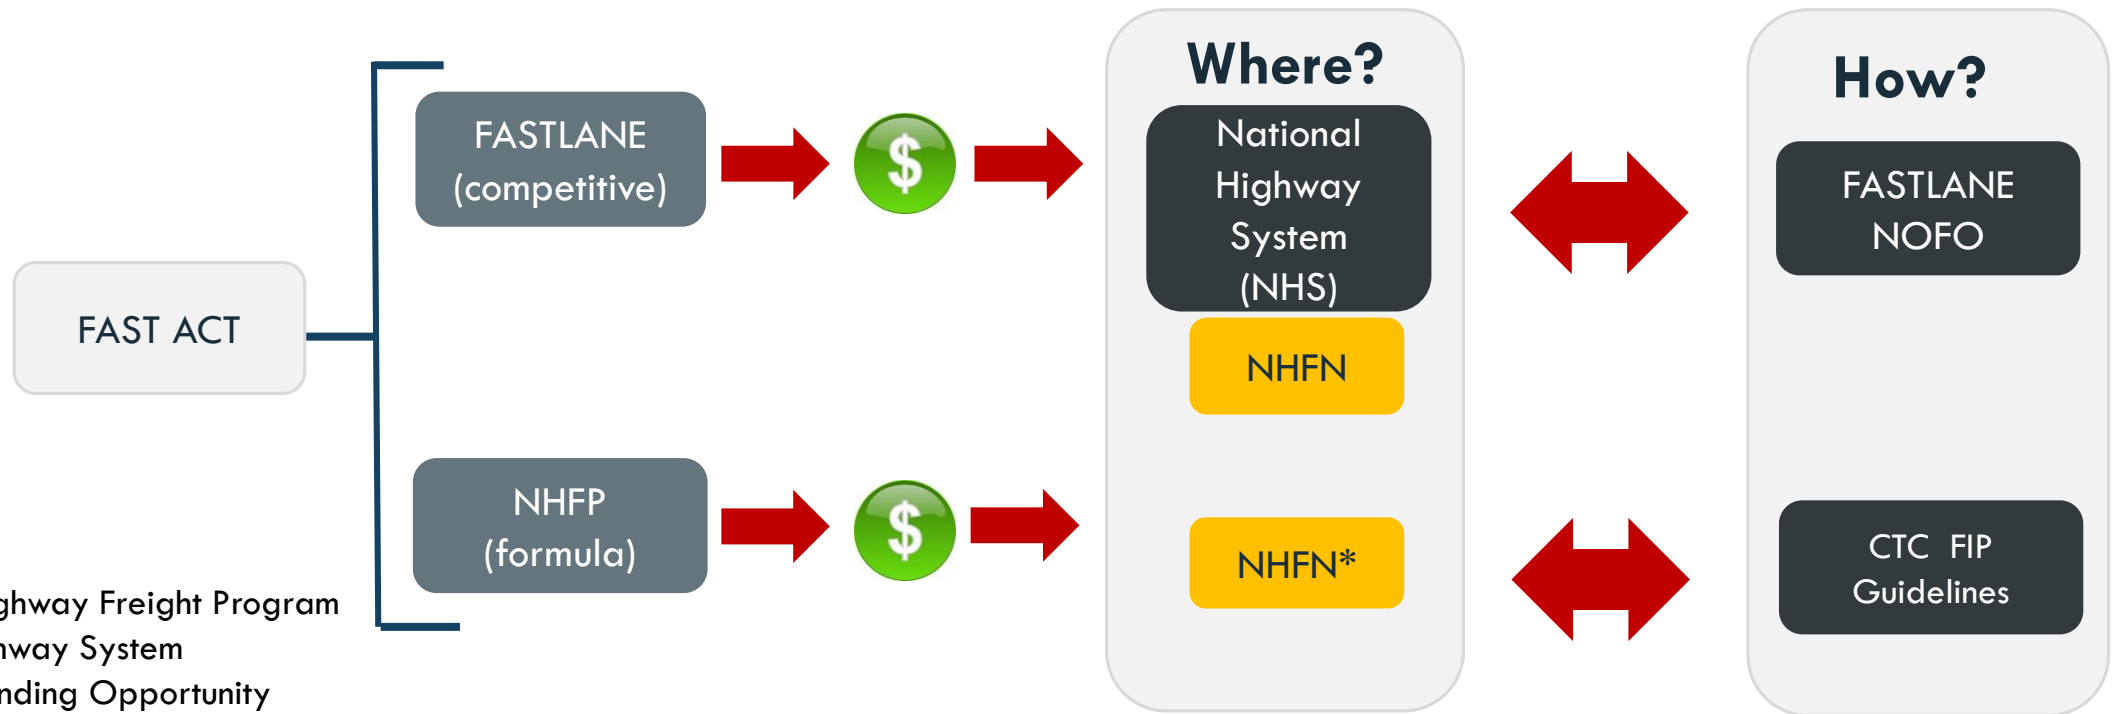 FAST ACT
FASTLANE
(competitive)
$
NHFP
(formula)
$
Where?
National
Highway
System
(NHS)
NHFN
NHFN*
How?
FASTLANE
NOFO
CTC FIP
Guidelines
ghway Freight Program
way System
nding Opportunity